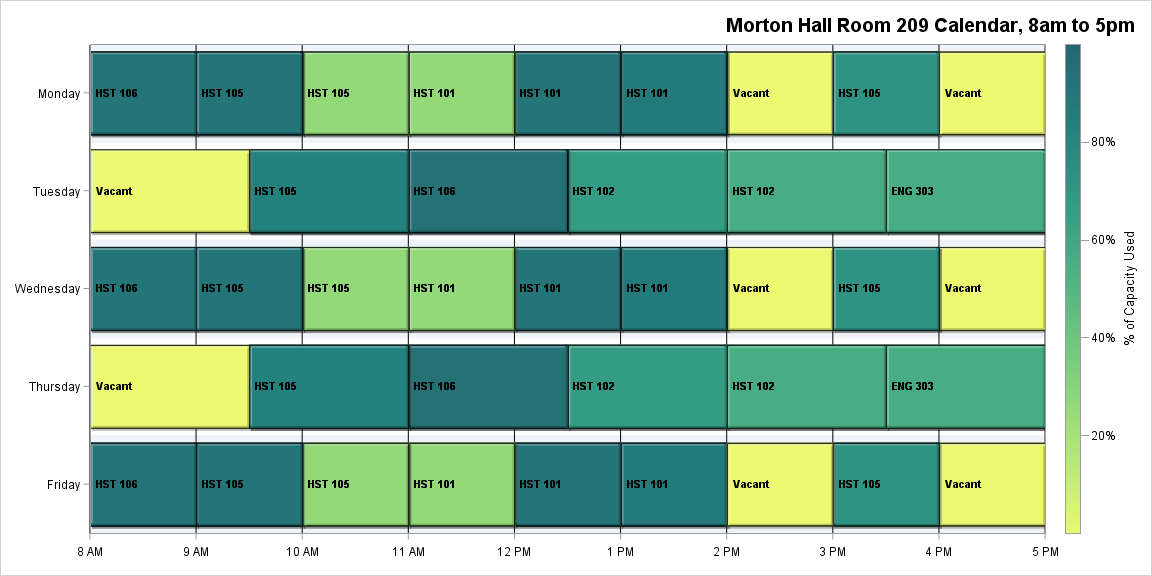 Morton Hall Room 209 Calendar, 8am to 5pm
Monday HST 106 HST 105 HST 105 HST 101 HST 101 HST 101 Vacant HST 105 Vacant
80%
Tuesday Vacant HST 105 HST 106 HST 102 HST 102 ENG 303
60%
% of Capacity Used
Wednesday HST 106 HST 105 HST 105 HST 101 HST 101 HST 101 Vacant HST 105 Vacant
40%
Thursday Vacant HST 105 HST 106 HST 102 HST 102 ENG 303
20%
Friday HST 106 HST 105 HST 105 HST 101 HST 101 HST 101 Vacant HST 105 Vacant
8 AM 9 AM 10 AM 11 AM 12 PM 1 PM 2 PM 3 PM 4 PM 5 PM